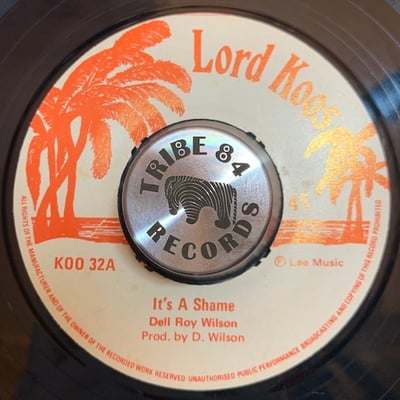 Lord Koos
TRIBE 84
RECORDS
45
KOO 32A
℗ Lee Music
It's A Shame
Dell Roy Wilson
Prod. by D. Wilson
ALL RIGHTS OF THE MANUFACTURER AND OF THE OWNER OF THE RECORDED WORK RESERVED UNAUTHORISED PUBLIC PERFORMANCE BROADCASTING AND COPYING OF THIS RECORD PROHIBITED